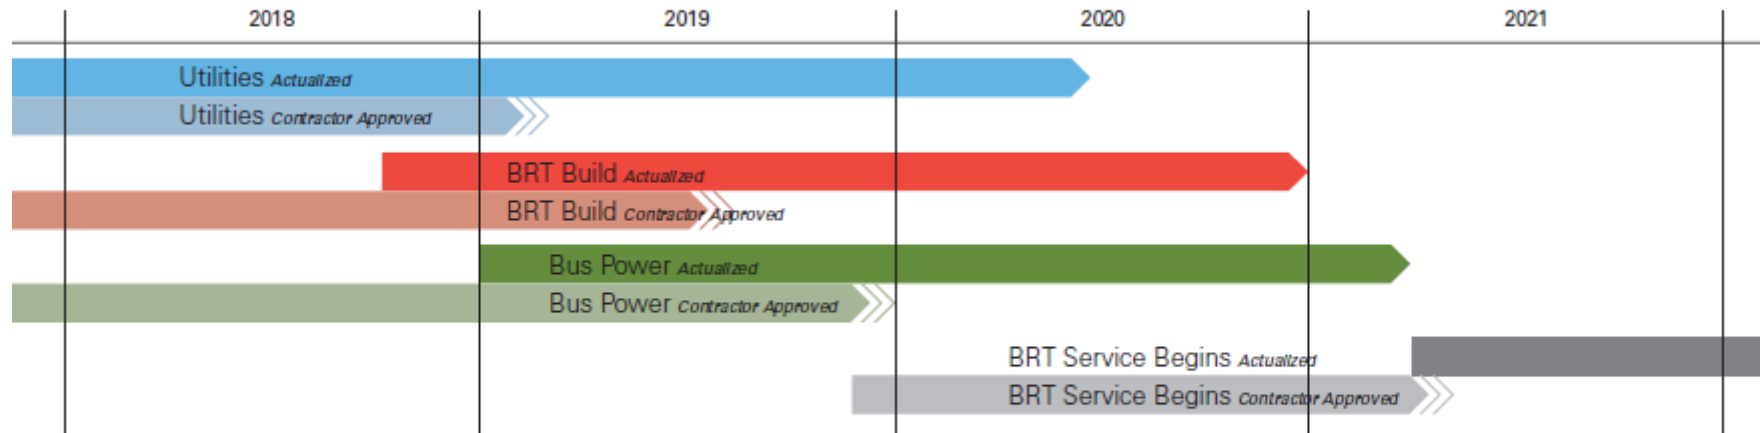 2018 2019 2020 2021
Utilities Actualized
Utilities Contractor Approved
BRT Build Actualized
BRT Build Contractor Approved
Bus Power Actualized
Bus Power Contractor Approved
BRT Service Begins Actualized
BRT Service Begins Contractor Approved